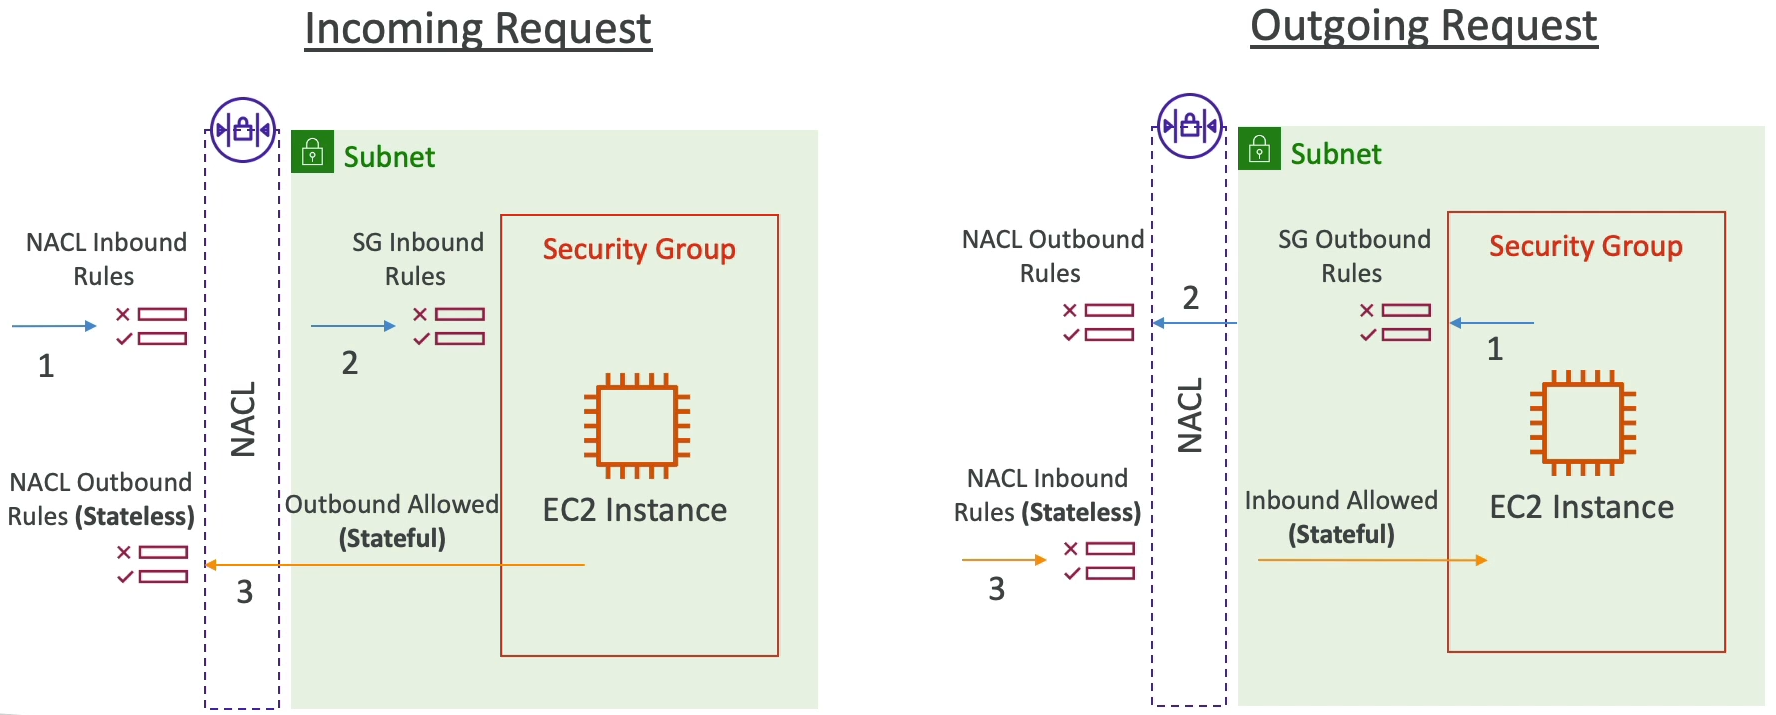 Incoming Request
Subnet
NACL Inbound
Rules
1
SG Inbound
Rules
2
Security Group
NACL
EC2 Instance
NACL Outbound
Rules (Stateless)
Outbound Allowed
(Stateful)
3
Outgoing Request
Subnet
NACL Outbound
Rules
2
SG Outbound
Rules
1
Security Group
NACL
EC2 Instance
NACL Inbound
Rules (Stateless)
3
Inbound Allowed
(Stateful)